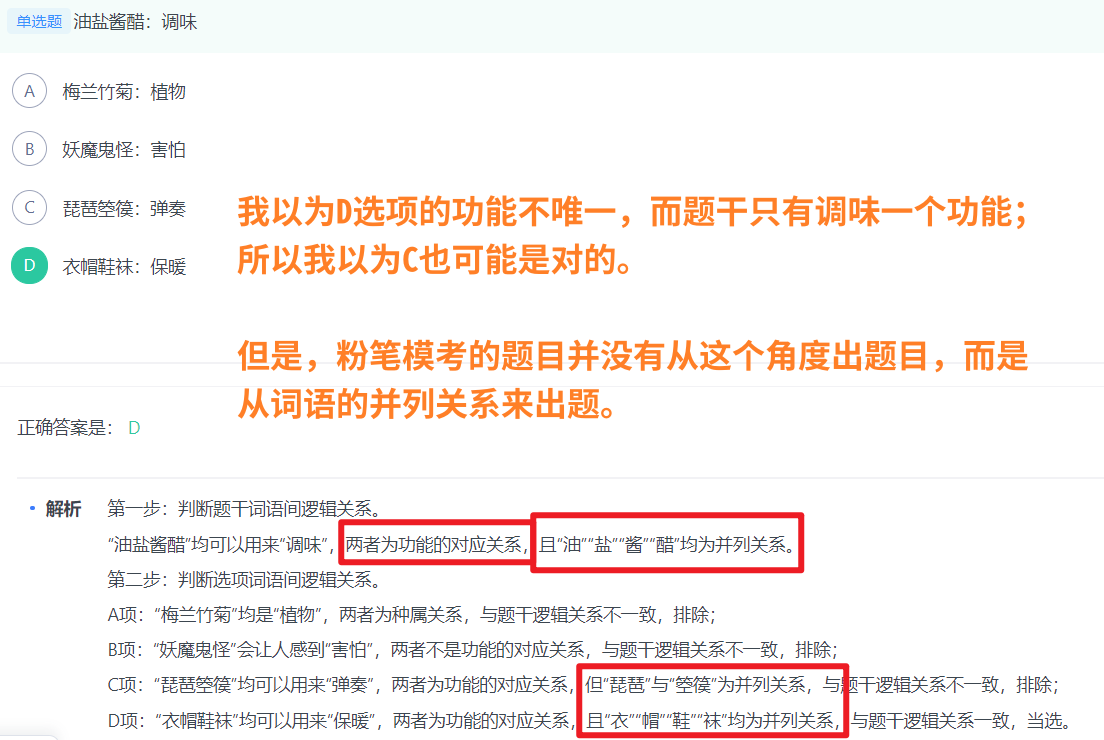 单选题 油盐酱醋：调味
A 梅兰竹菊：植物
B 妖魔鬼怪：害怕
C 琵琶箜篌：弹奏
D 衣帽鞋袜：保暖
我以为D选项的功能不唯一，而题干只有调味一个功能；
所以我以为C也可能是对的。
但是，粉笔模考的题目并没有从这个角度出题目，而是
从词语的并列关系来出题。
正确答案是： D
• 解析 第一步：判断题干词语间逻辑关系。
“油盐酱醋”均可以用来“调味”，两者为功能的对应关系，且“油”“盐”“酱”“醋”均为并列关系。
第二步：判断选项词语间逻辑关系。
A项：“梅兰竹菊”均是“植物”，两者为种属关系，与题干逻辑关系不一致，排除；
B项：“妖魔鬼怪”会让人感到“害怕”，两者不是功能的对应关系，与题干逻辑关系不一致，排除；
C项：“琵琶箜篌”均可以用来“弹奏”，两者为功能的对应关系，但“琵琶”与“箜篌”为并列关系，与题干逻辑关系不一致，排除；
D项：“衣帽鞋袜”均可以用来“保暖”，两者为功能的对应关系，且“衣”“帽”“鞋”“袜”均为并列关系，与题干逻辑关系一致，当选。